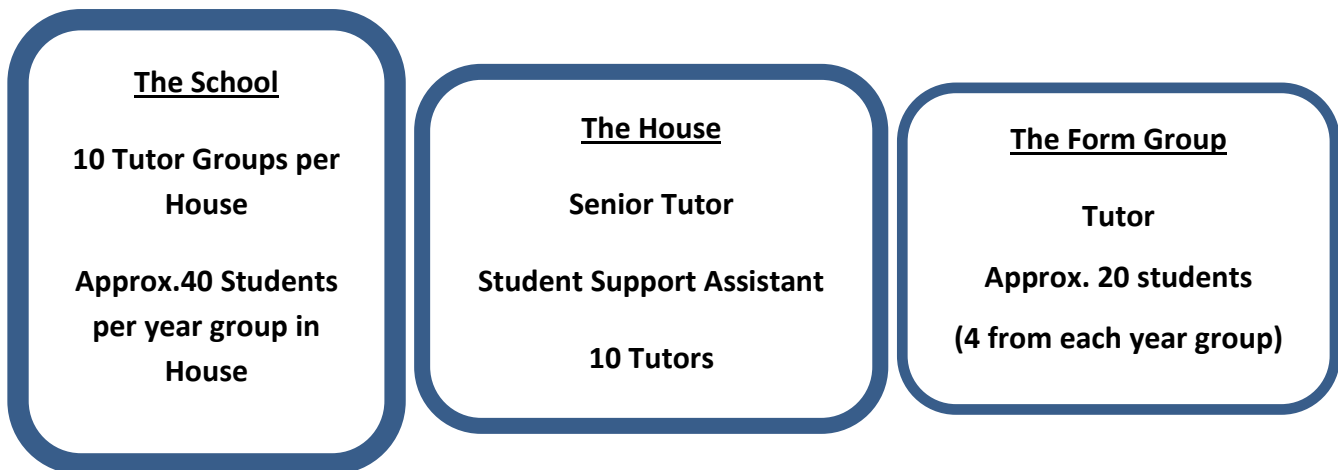 The School
10 Tutor Groups per
House
Approx.40 Students
per year group in
House
The House
Senior Tutor
Student Support Assistant
10 Tutors
The Form Group
Tutor
Approx. 20 students
(4 from each year group)